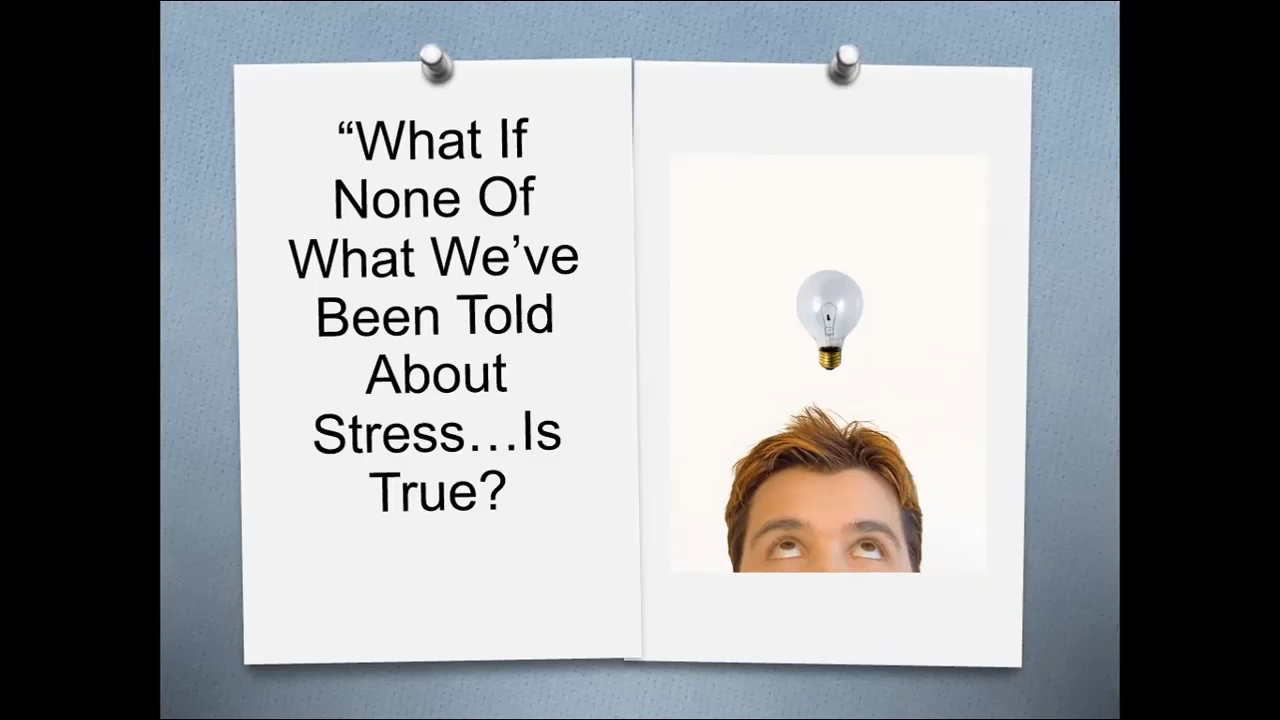 “What If
None Of
What We’ve
Been Told
About
Stress…Is
True?